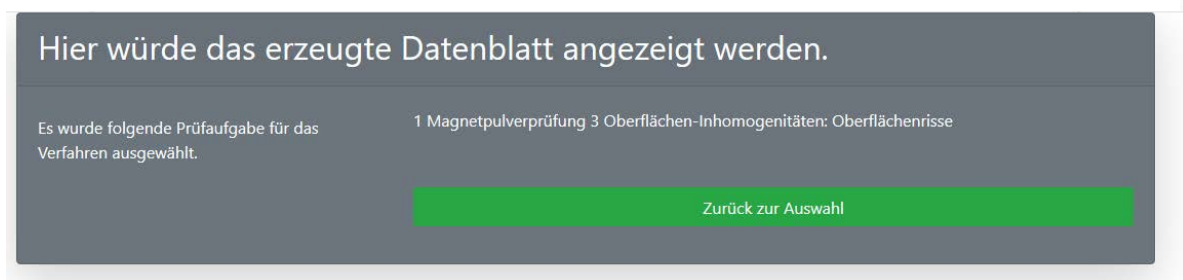 Hier würde das erzeugte Datenblatt angezeigt werden.
Es wurde folgende Prüfaufgabe für das
Verfahren ausgewählt.
1 Magnetpulverprüfung 3 Oberflächen-Inhomogenitäten: Oberflächenrisse
Zurück zur Auswahl